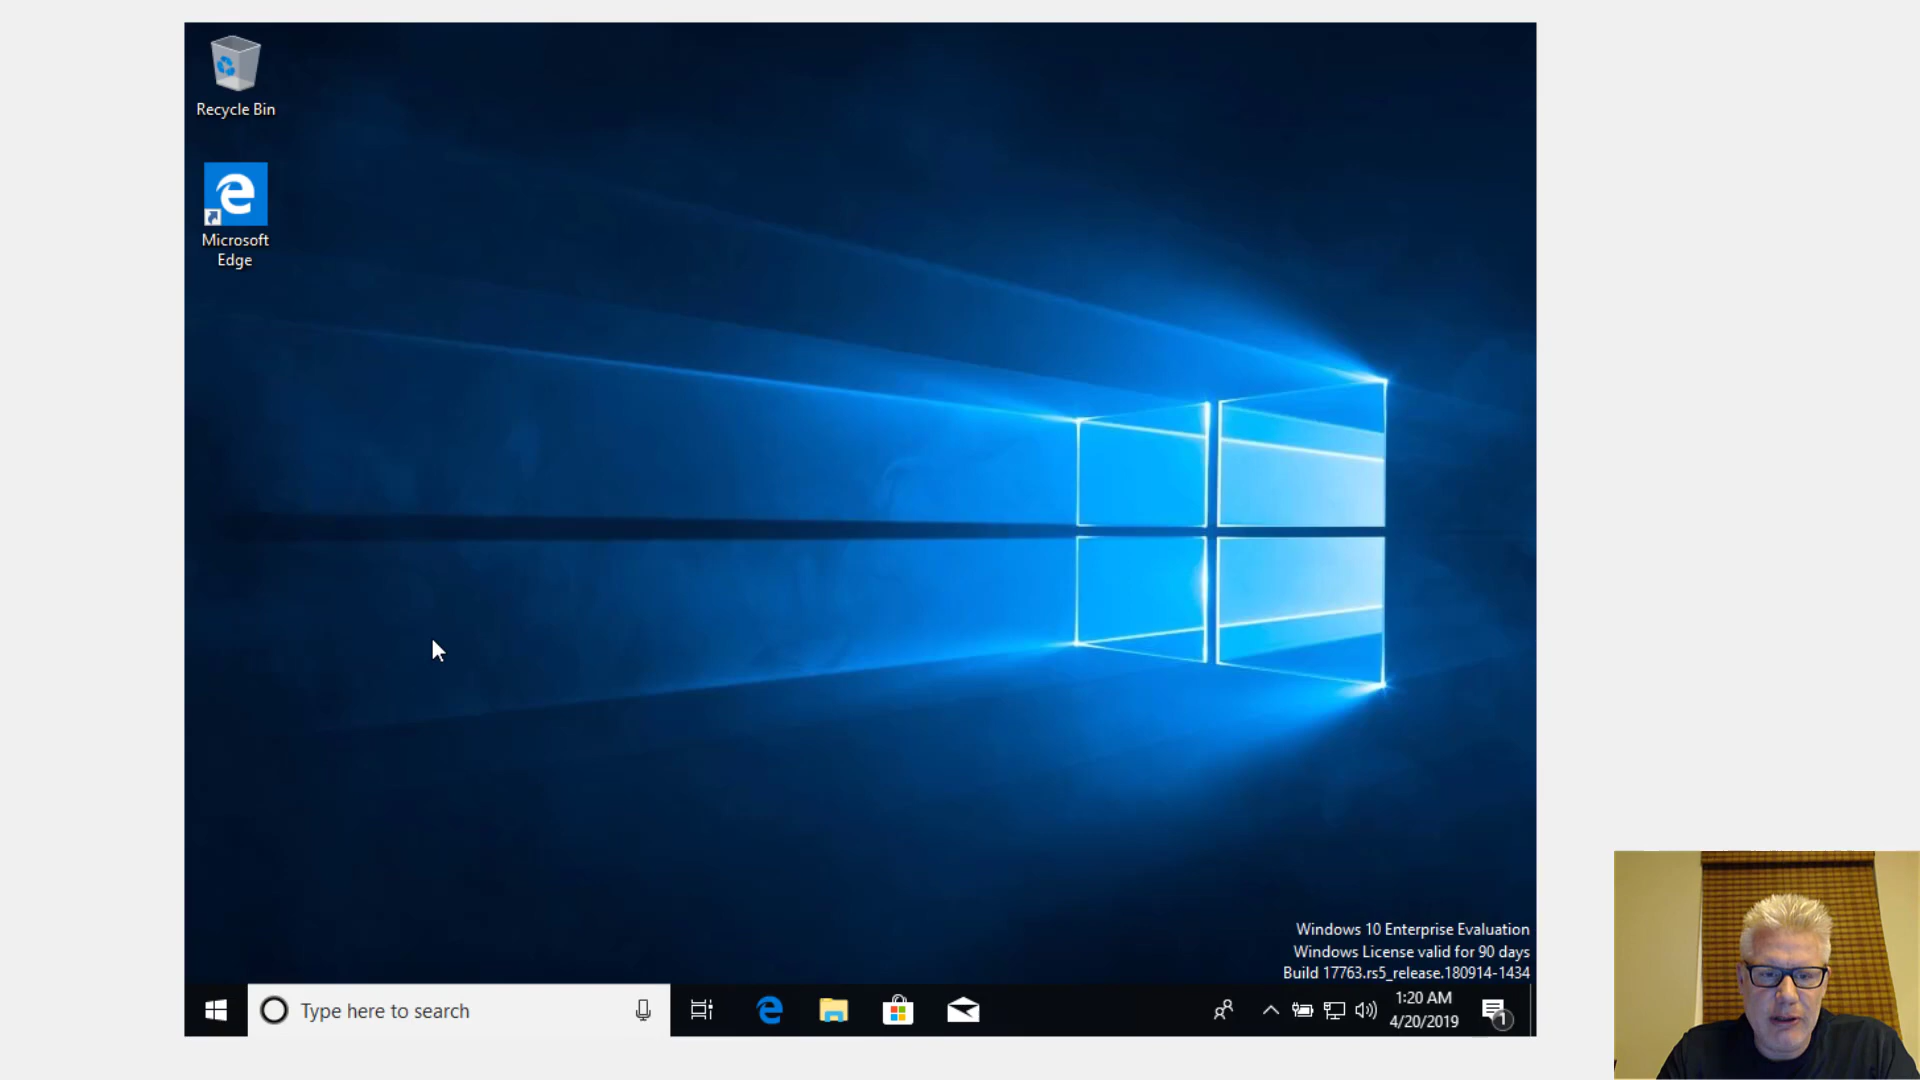 Recycle Bin
Microsoft
Edge
Windows 10 Enterprise Evaluation
Windows License valid for 90 days
Build 17763.rs5_release.180914-1434
Type here to search
1:20 AM
4/20/2019
1